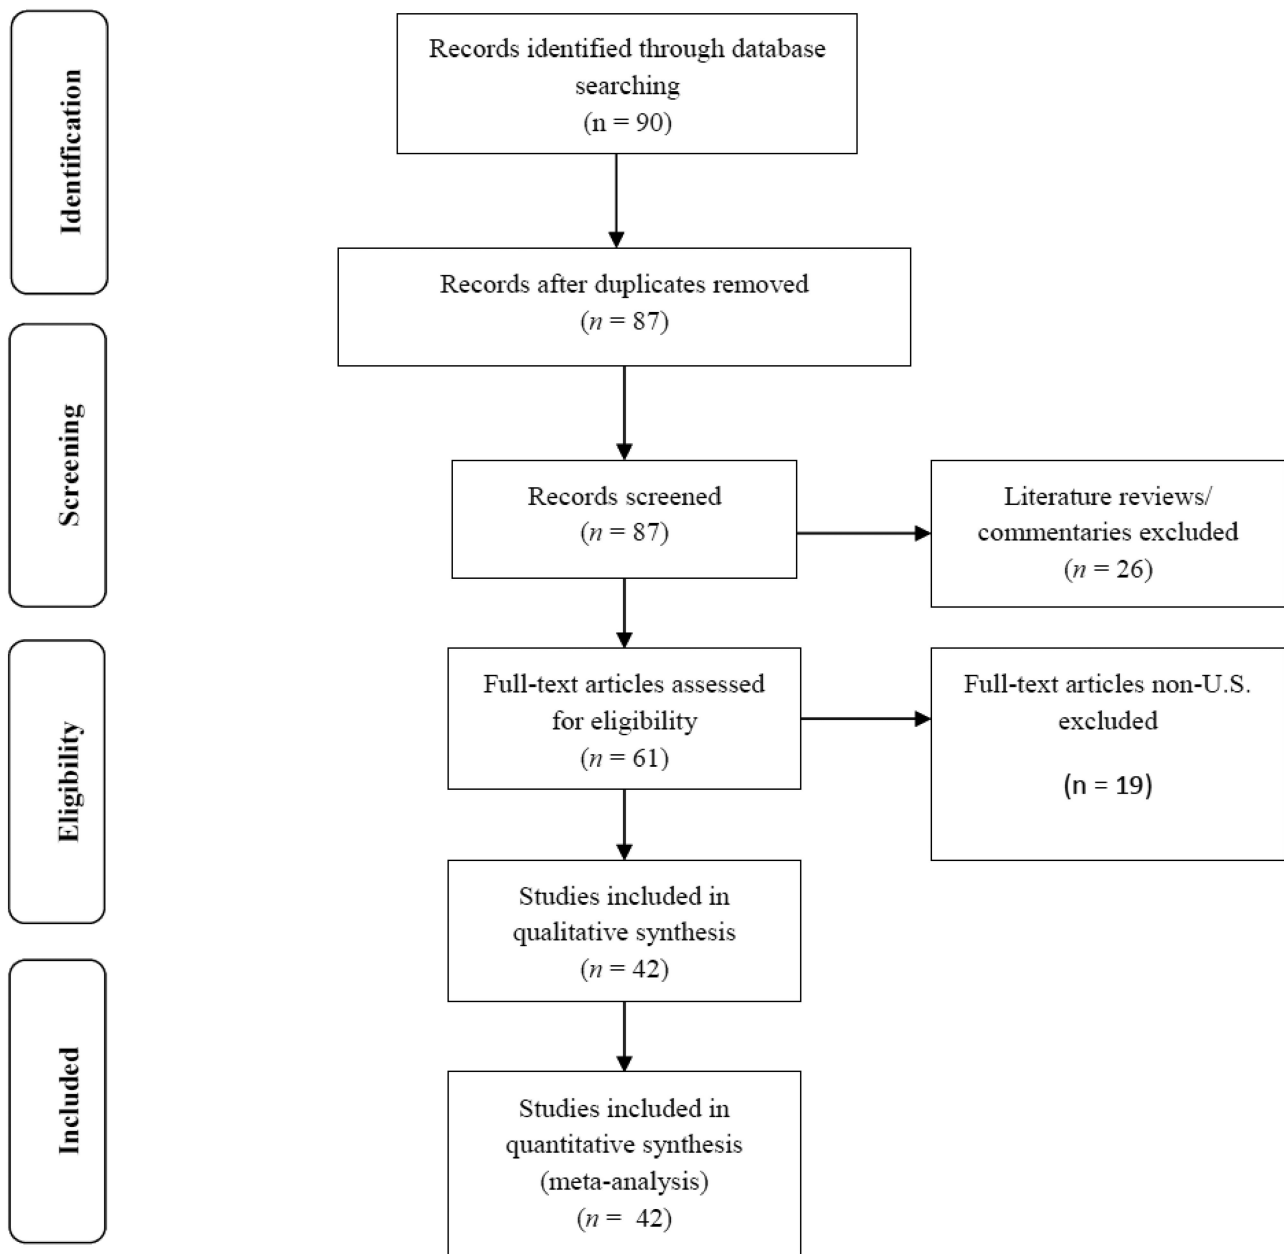 Identification
Records identified through database
searching
(n = 90)
Records after duplicates removed
(n = 87)
Screening
Records screened
(n = 87)
Literature reviews/
commentaries excluded
(n = 26)
Eligibility
Full-text articles assessed
for eligibility
(n = 61)
Full-text articles non-U.S.
excluded
(n = 19)
Studies included in
qualitative synthesis
(n = 42)
Included
Studies included in
quantitative synthesis
(meta-analysis)
(n = 42)